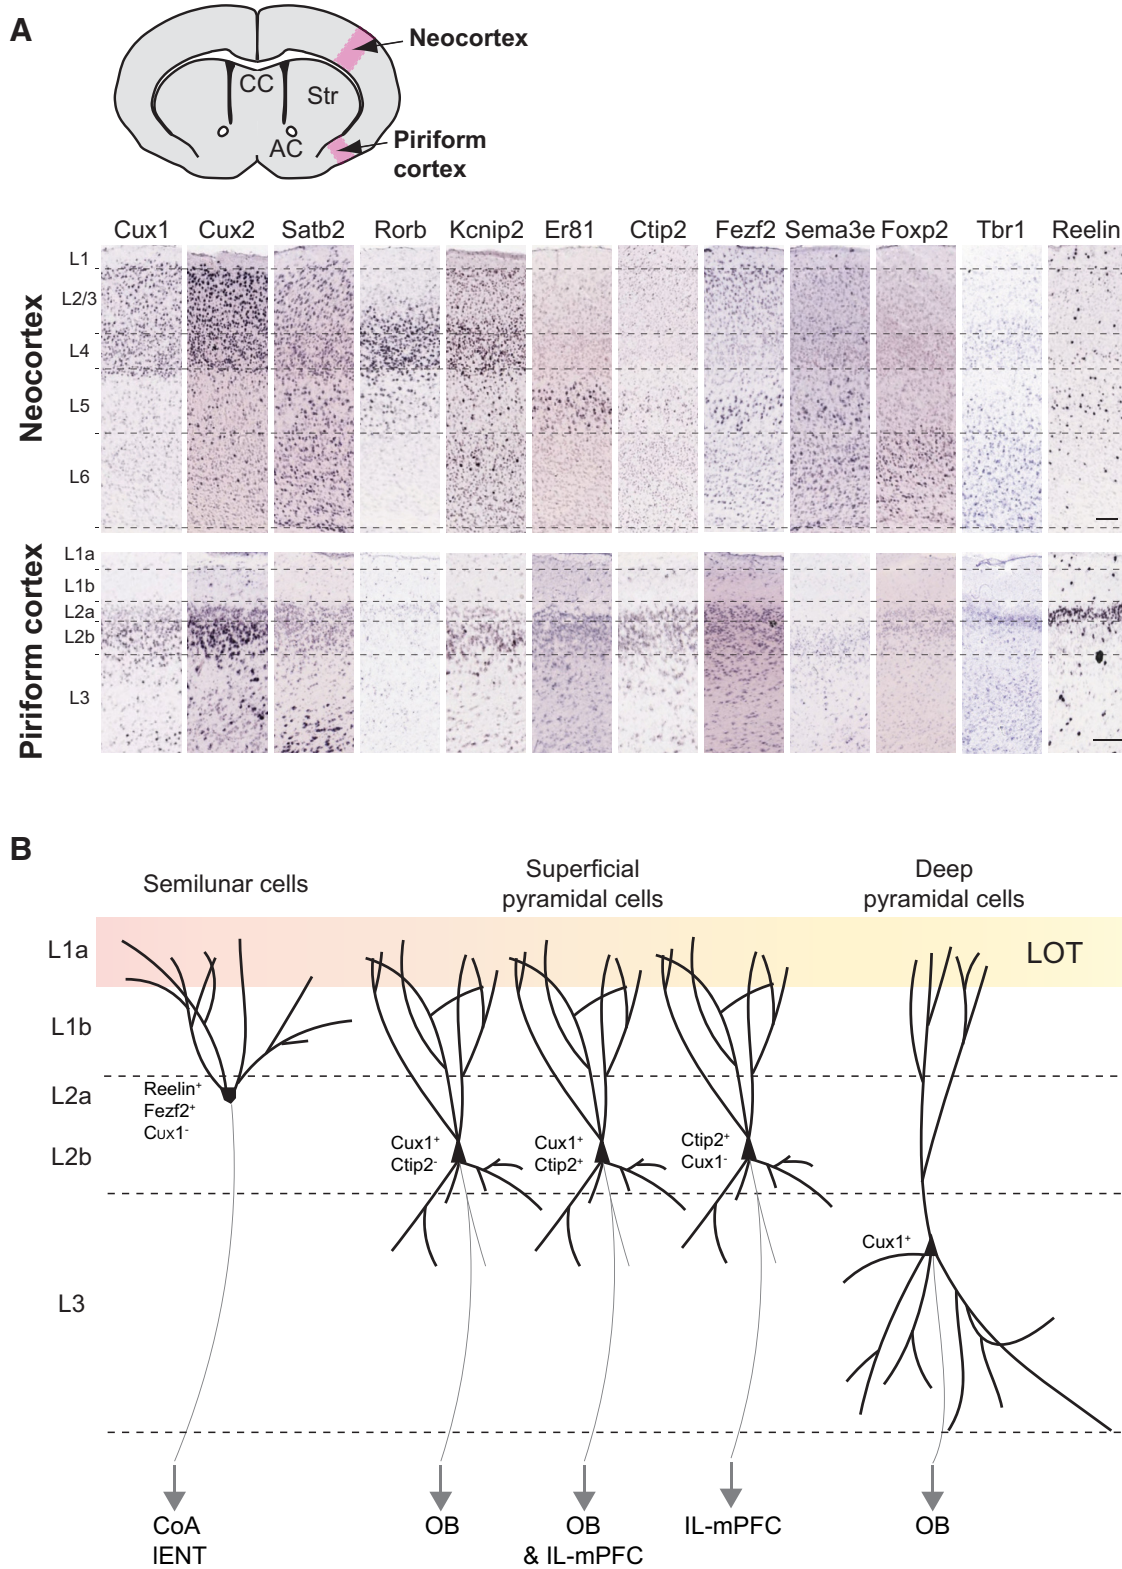 A
Neocortex
CC
Str
AC
Piriform
cortex
Cux1 Cux2 Satb2 Rorb Kcnip2 Er81 Ctip2 Fezf2 Sema3e Foxp2 Tbr1 Reelin
Neocortex
L1
L2/3
L4
L5
L6
Piriform cortex
L1a
L1b
L2a
L2b
L3
B
Semilunar cells
Superficial
pyramidal cells
Deep
pyramidal cells
L1a
LOT
L1b
L2a
L2b
L3
Reelin⁺
Fezf2⁺
Cux1⁻
Cux1⁺
Ctip2⁻
Cux1⁺
Ctip2⁺
Ctip2⁺
Cux1⁻
Cux1⁺
CoA
lENT
OB
OB
& IL-mPFC
IL-mPFC
OB